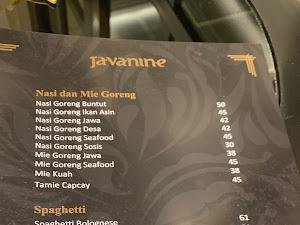 Javanine
Nasi dan Mie Goreng
Nasi Goreng Buntut 50
Nasi Goreng Ikan Asin 45
Nasi Goreng Jawa 42
Nasi Goreng Desa 42
Nasi Goreng Seafood 45
Nasi Goreng Sosis 30
Mie Goreng Jawa 38
Mie Goreng Seafood 45
Mie Kuah 38
Tamie Capcay 45
Spaghetti
Spaghetti Bolognese 61